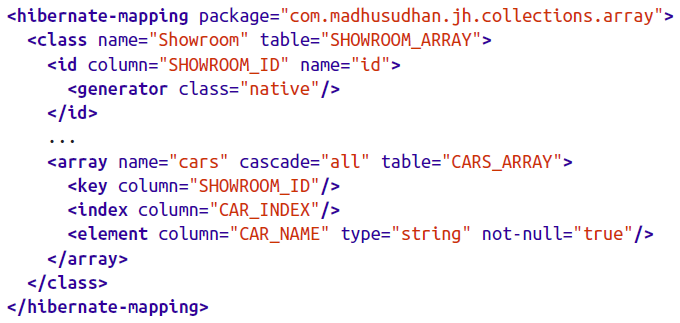 <hibernate-mapping package="com.madhusudhan.jh.collections.array">
  <class name="Showroom" table="SHOWROOM_ARRAY">
    <id column="SHOWROOM_ID" name="id">
      <generator class="native"/>
    </id>
    ...
    <array name="cars" cascade="all" table="CARS_ARRAY">
      <key column="SHOWROOM_ID"/>
      <index column="CAR_INDEX"/>
      <element column="CAR_NAME" type="string" not-null="true"/>
    </array>
  </class>
</hibernate-mapping>